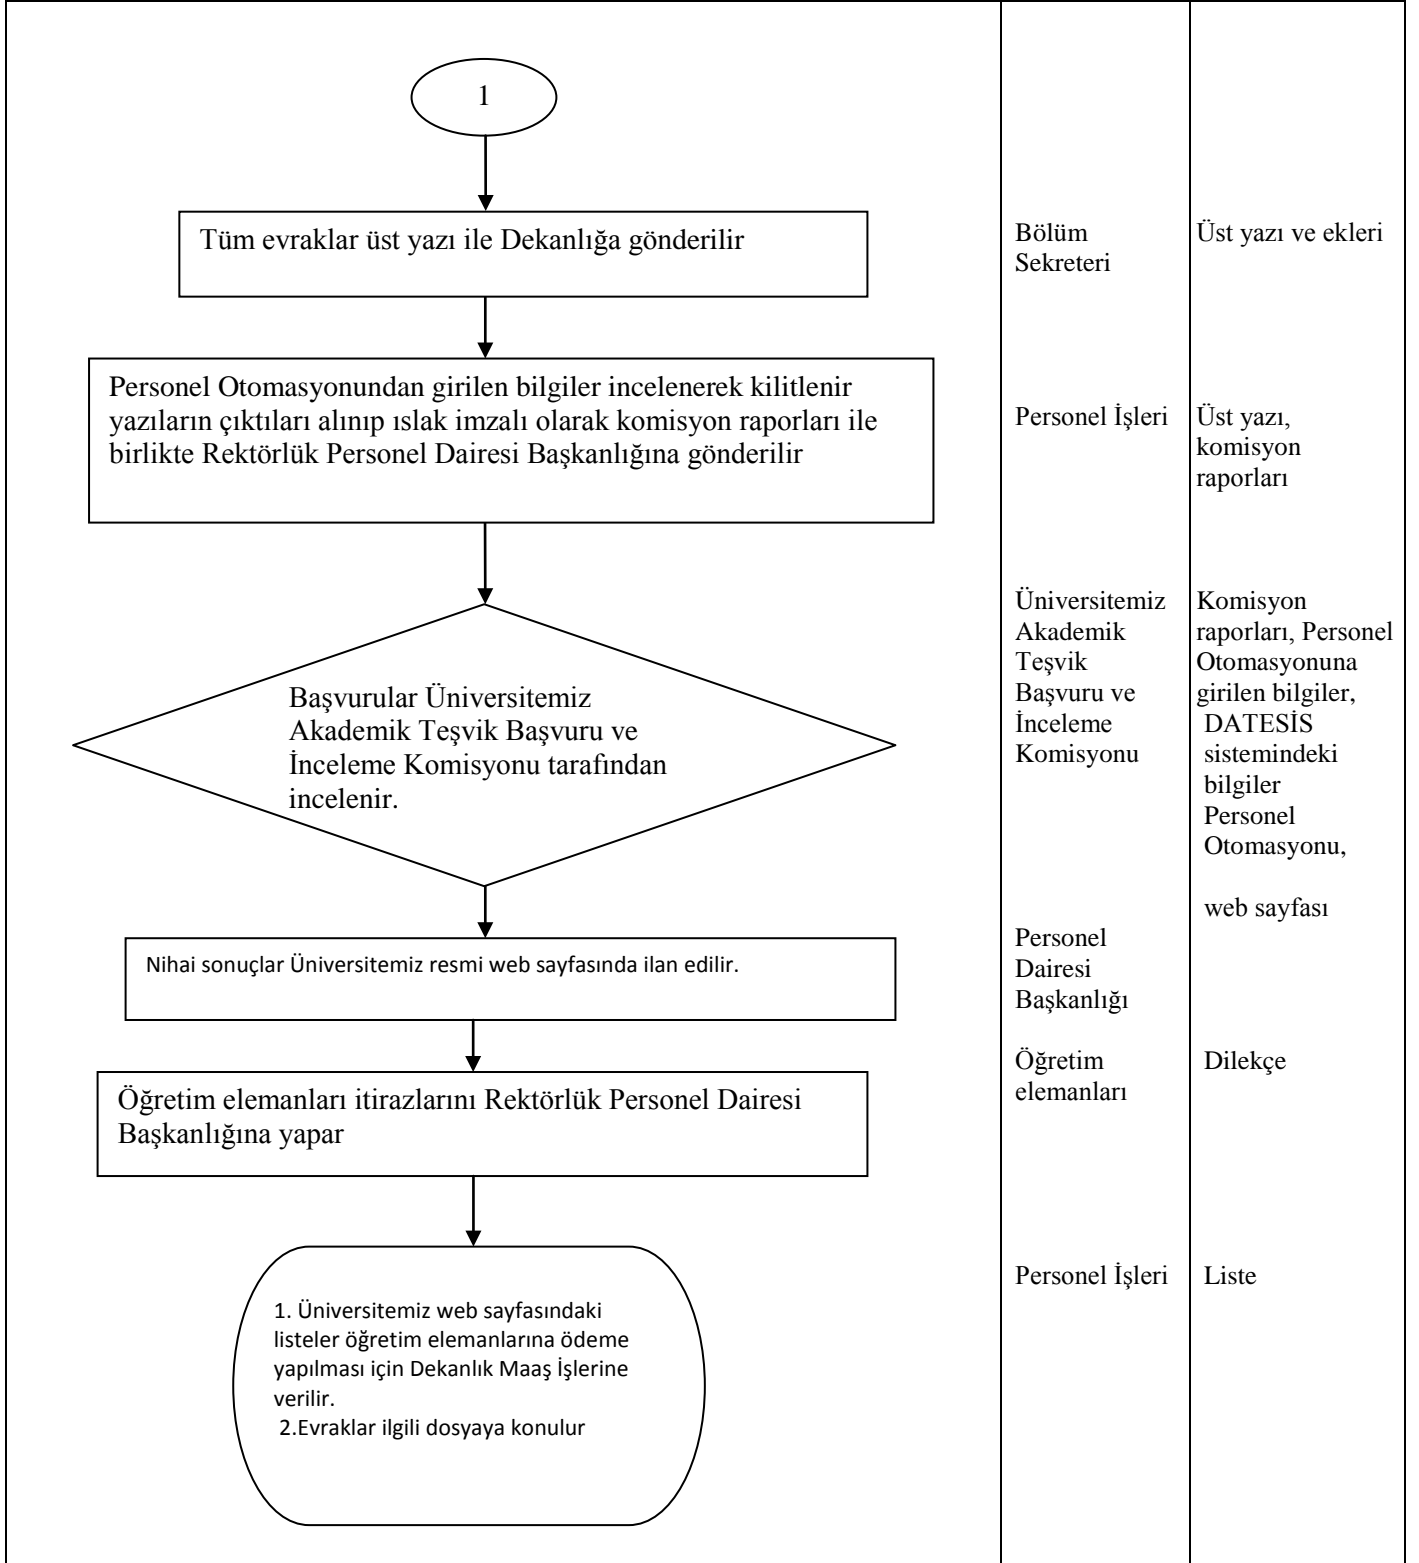 1
Tüm evraklar üst yazı ile Dekanlığa gönderilir
Bölüm
Sekreteri
Üst yazı ve ekleri
Personel Otomasyonundan girilen bilgiler incelenerek kilitlenir
yazıların çıktıları alınıp ıslak imzalı olarak komisyon raporları ile
birlikte Rektörlük Personel Dairesi Başkanlığına gönderilir
Personel İşleri
Üst yazı,
komisyon
raporları
Başvurular Üniversitemiz
Akademik Teşvik Başvuru ve
İnceleme Komisyonu tarafından
incelenir.
Üniversitemiz
Akademik
Teşvik
Başvuru ve
İnceleme
Komisyonu
Komisyon
raporları, Personel
Otomasyonuna
girilen bilgiler,
DATESİS
sistemindeki
bilgiler
Personel
Otomasyonu,
web sayfası
Nihai sonuçlar Üniversitemiz resmi web sayfasında ilan edilir.
Personel
Dairesi
Başkanlığı
Öğretim elemanları itirazlarını Rektörlük Personel Dairesi
Başkanlığına yapar
Öğretim
elemanları
Dilekçe
1. Üniversitemiz web sayfasındaki
listeler öğretim elemanlarına ödeme
yapılması için Dekanlık Maaş İşlerine
verilir.
2.Evraklar ilgili dosyaya konulur
Personel İşleri
Liste